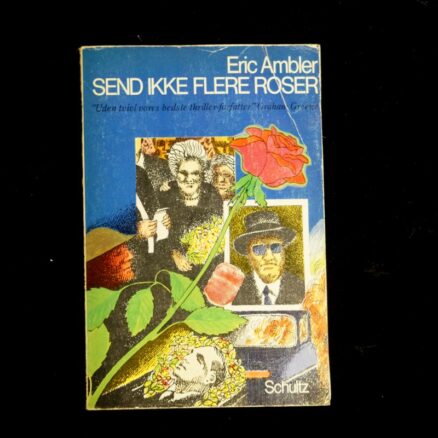 Eric Ambler
SEND IKKE FLERE ROSER
"Uden tvivl vores bedste thriller-forfatter" Graham Greene
Schultz